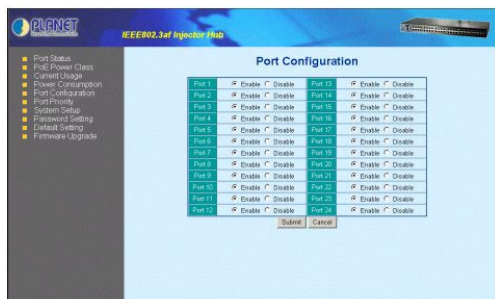 PLANET
IEEE802.3af Injector Hub
Port Status
PoE Power Class
Current Usage
Power Consumption
Port Configuration
Port Priority
System Setup
Password Setting
Default Setting
Firmware Upgrade
Port Configuration
Port 1 Enable Disable Port 13 Enable Disable
Port 2 Enable Disable Port 14 Enable Disable
Port 3 Enable Disable Port 15 Enable Disable
Port 4 Enable Disable Port 16 Enable Disable
Port 5 Enable Disable Port 17 Enable Disable
Port 6 Enable Disable Port 18 Enable Disable
Port 7 Enable Disable Port 19 Enable Disable
Port 8 Enable Disable Port 20 Enable Disable
Port 9 Enable Disable Port 21 Enable Disable
Port 10 Enable Disable Port 22 Enable Disable
Port 11 Enable Disable Port 23 Enable Disable
Port 12 Enable Disable Port 24 Enable Disable
Submit Cancel